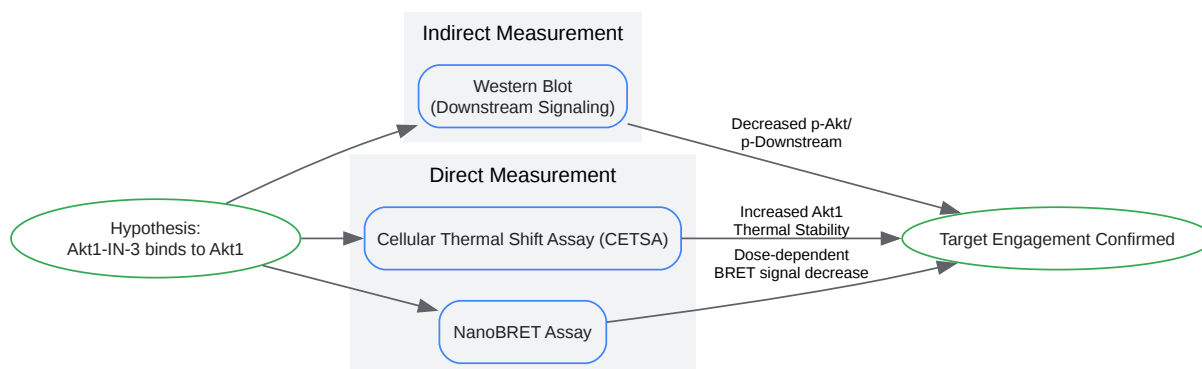 Indirect Measurement
Western Blot
(Downstream Signaling)
Decreased p-Akt/
p-Downstream
Direct Measurement
Hypothesis:
Akt1-IN-3 binds to Akt1
Cellular Thermal Shift Assay (CETSA)
Increased Akt1
Thermal Stability
Target Engagement Confirmed
Dose-dependent
BRET signal decrease
NanoBRET Assay